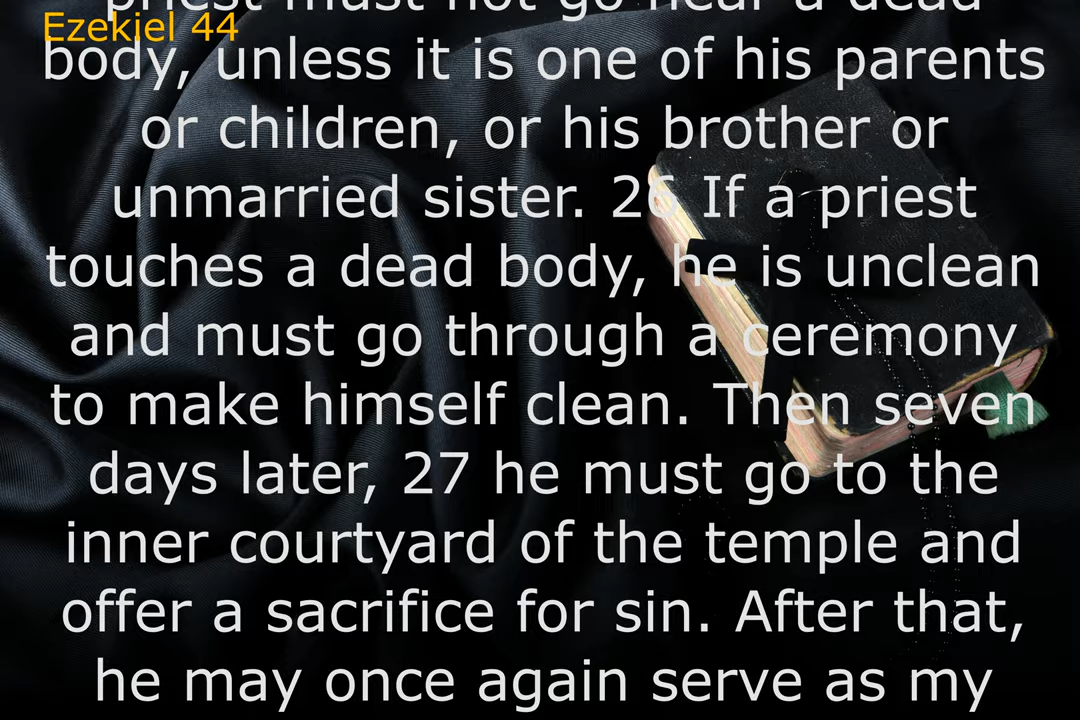 priest must not go near a dead
Ezekiel 44
body, unless it is one of his parents
or children, or his brother or
unmarried sister. 26 If a priest
touches a dead body, he is unclean
and must go through a ceremony
to make himself clean. Then seven
days later, 27 he must go to the
inner courtyard of the temple and
offer a sacrifice for sin. After that,
he may once again serve as my